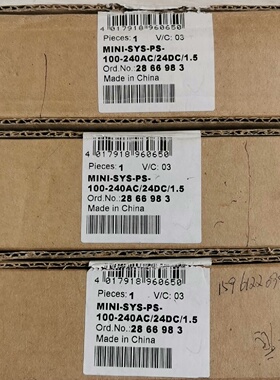 Pieces: 1 V/C: 03
MINI-SYS-PS-
100-240AC/24DC/1.5
Ord.No.:28 66 98 3
Made in China
4 017918 960650
Pieces: 1 V/C: 03
MINI-SYS-PS-
100-240AC/24DC/1.5
Ord.No.:28 66 98 3
Made in China
4 017918 960650
Pieces: 1 V/C: 03
MINI-SYS-PS-
100-240AC/24DC/1.5
Ord.No.:28 66 98 3
Made in China